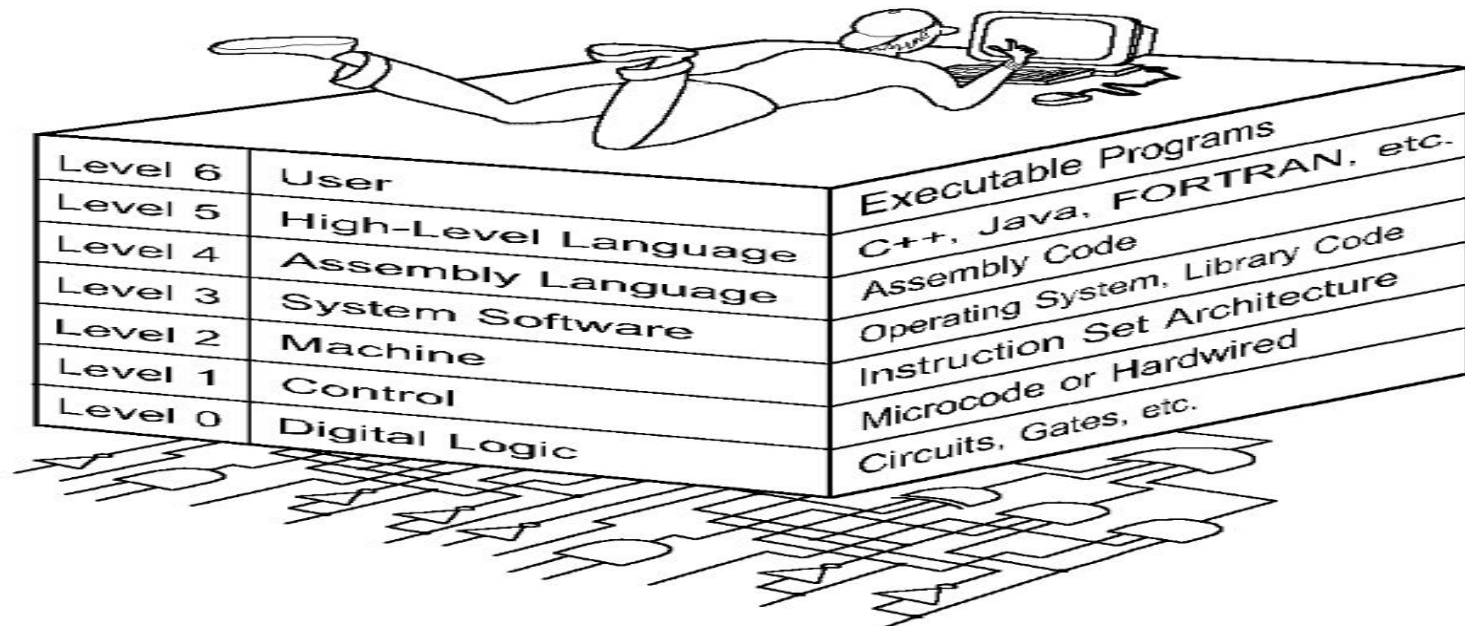 Level 6 User Executable Programs
Level 5 High-Level Language C++, Java, FORTRAN, etc.
Level 4 Assembly Language Assembly Code
Level 3 System Software Operating System, Library Code
Level 2 Machine Instruction Set Architecture
Level 1 Control Microcode or Hardwired
Level 0 Digital Logic Circuits, Gates, etc.